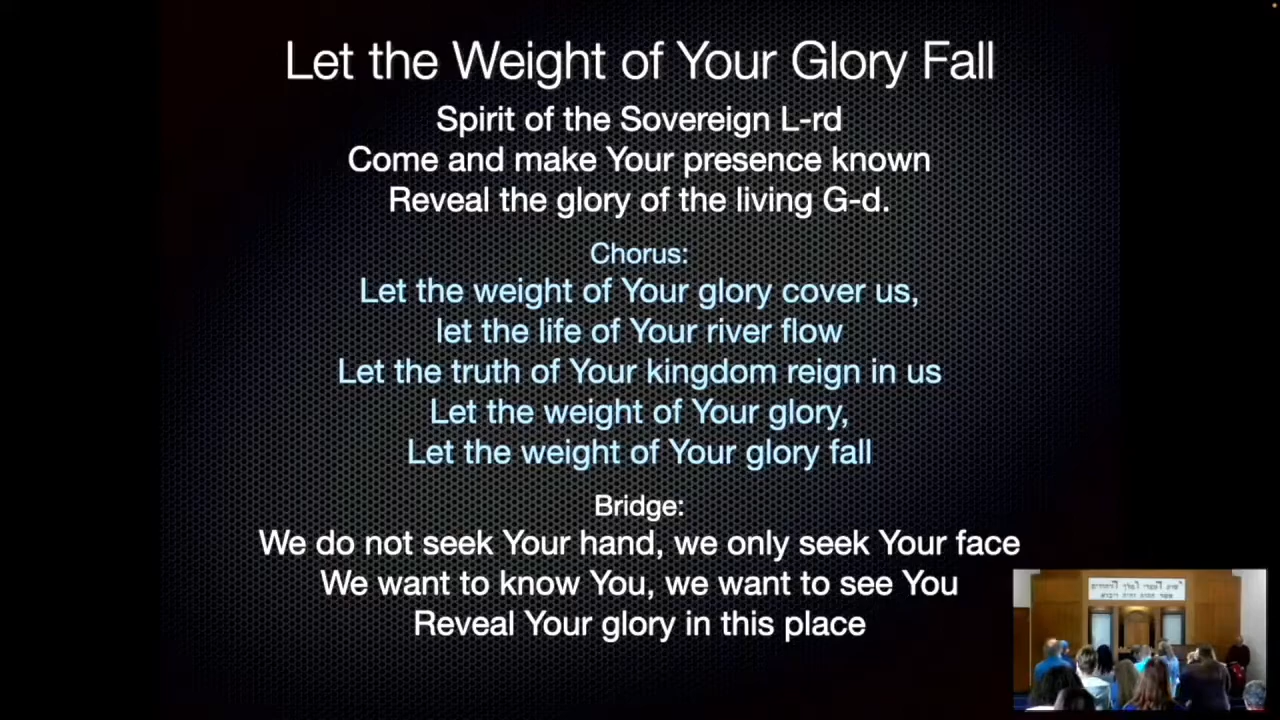 Let the Weight of Your Glory Fall
Spirit of the Sovereign L-rd
Come and make Your presence known
Reveal the glory of the living G-d.
Chorus:
Let the weight of Your glory cover us,
let the life of Your river flow
Let the truth of Your kingdom reign in us
Let the weight of Your glory,
Let the weight of Your glory fall
Bridge:
We do not seek Your hand, we only seek Your face
We want to know You, we want to see You
Reveal Your glory in this place